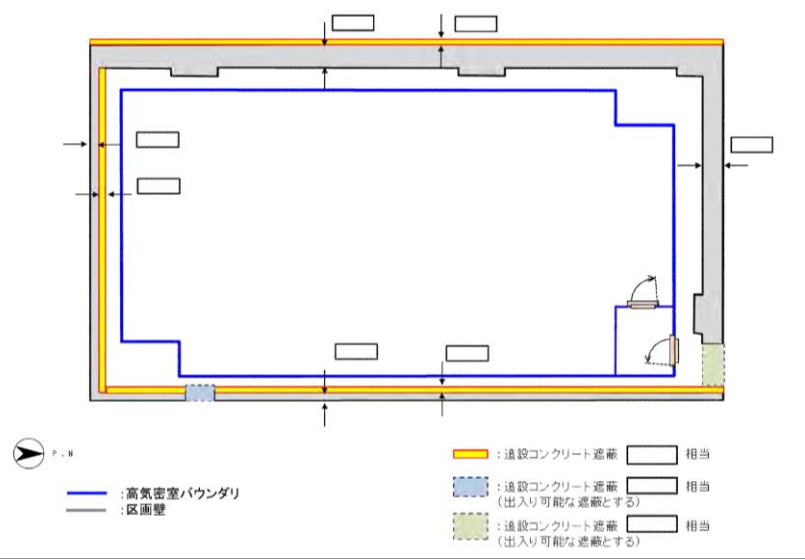 P.N
:高気密室バウンダリ
:区画壁
:追設コンクリート遮蔽 相当
:追設コンクリート遮蔽 相当
(出入り可能な遮蔽とする)
:追設コンクリート遮蔽 相当
(出入り可能な遮蔽とする)